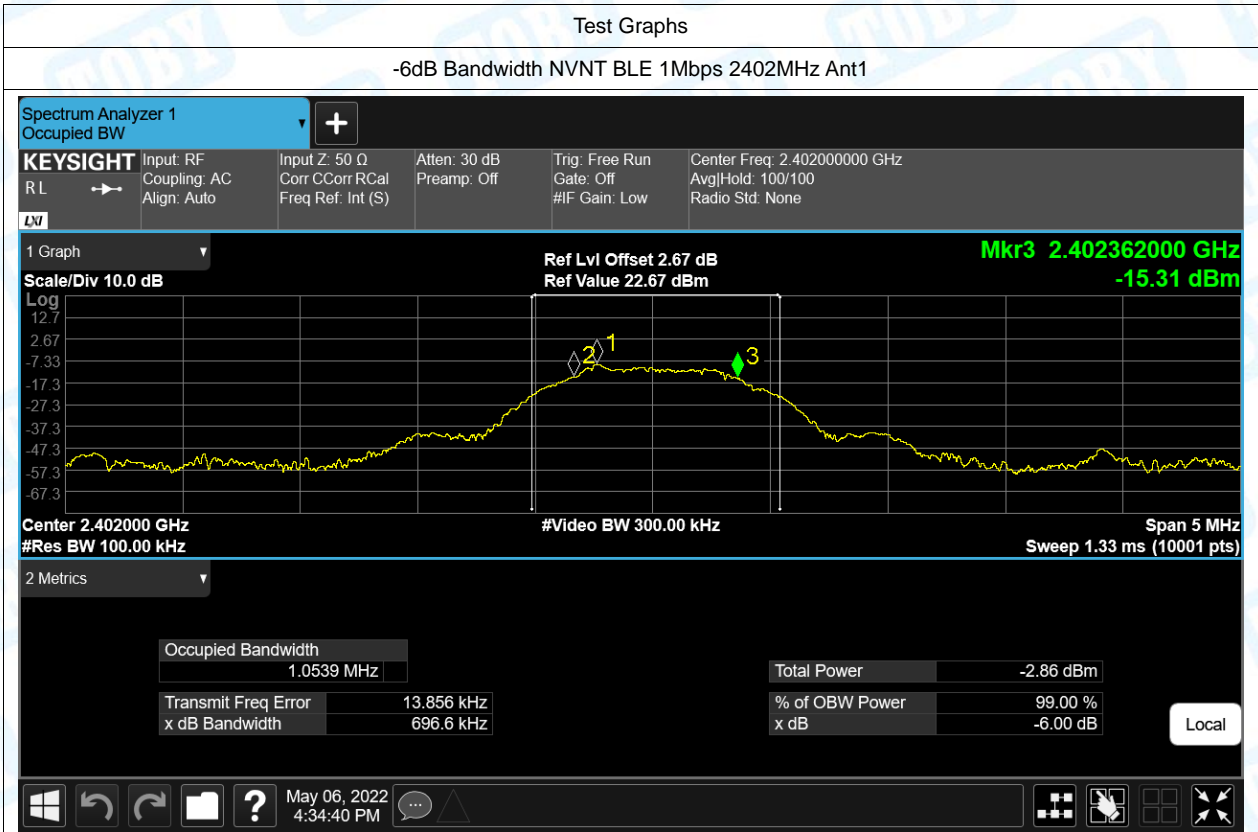 Test Graphs
-6dB Bandwidth NVNT BLE 1Mbps 2402MHz Ant1
Spectrum Analyzer 1
Occupied BW
KEYSIGHT
R L
LXI
Input: RF
Coupling: AC
Align: Auto
Input Z: 50 Ω
Corr CCorr RCal
Freq Ref: Int (S)
Atten: 30 dB
Preamp: Off
Trig: Free Run
Gate: Off
#IF Gain: Low
Center Freq: 2.402000000 GHz
Avg|Hold: 100/100
Radio Std: None
1 Graph
Scale/Div 10.0 dB
Ref Lvl Offset 2.67 dB
Ref Value 22.67 dBm
Mkr3 2.402362000 GHz
-15.31 dBm
Log
12.7
2.67
-7.33
-17.3
-27.3
-37.3
-47.3
-57.3
-67.3
2
1
3
Center 2.402000 GHz
#Video BW 300.00 kHz
Span 5 MHz
#Res BW 100.00 kHz
Sweep 1.33 ms (10001 pts)
2 Metrics
Occupied Bandwidth
1.0539 MHz
Total Power -2.86 dBm
Transmit Freq Error 13.856 kHz
% of OBW Power 99.00 %
x dB Bandwidth 696.6 kHz
x dB -6.00 dB
Local
?
May 06, 2022
4:34:40 PM
TOBY